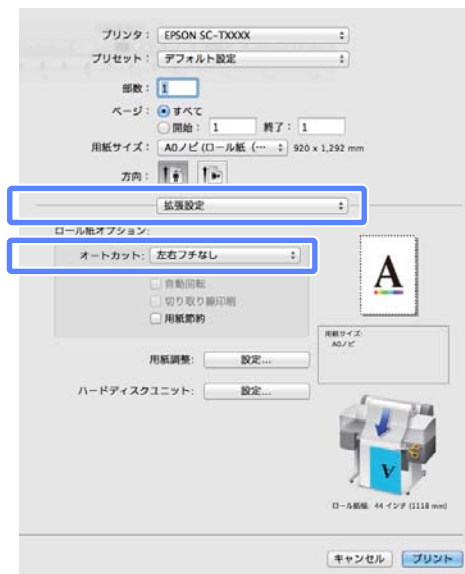 プリンタ： EPSON SC-TXXXX
プリセット： デフォルト設定
部数： 1
ページ： すべて
開始： 1 終了： 1
用紙サイズ： A0ノビ (ロール紙 (… 920 x 1,292 mm
方向：
拡張設定
ロール紙オプション:
オートカット: 左右フチなし
自動回転
切り取り線印刷
用紙節約
A
用紙サイズ:
A0ノビ
用紙調整: 設定...
ハードディスクユニット: 設定...
A
ロール紙幅: 44 インチ (1118 mm)
キャンセル プリント